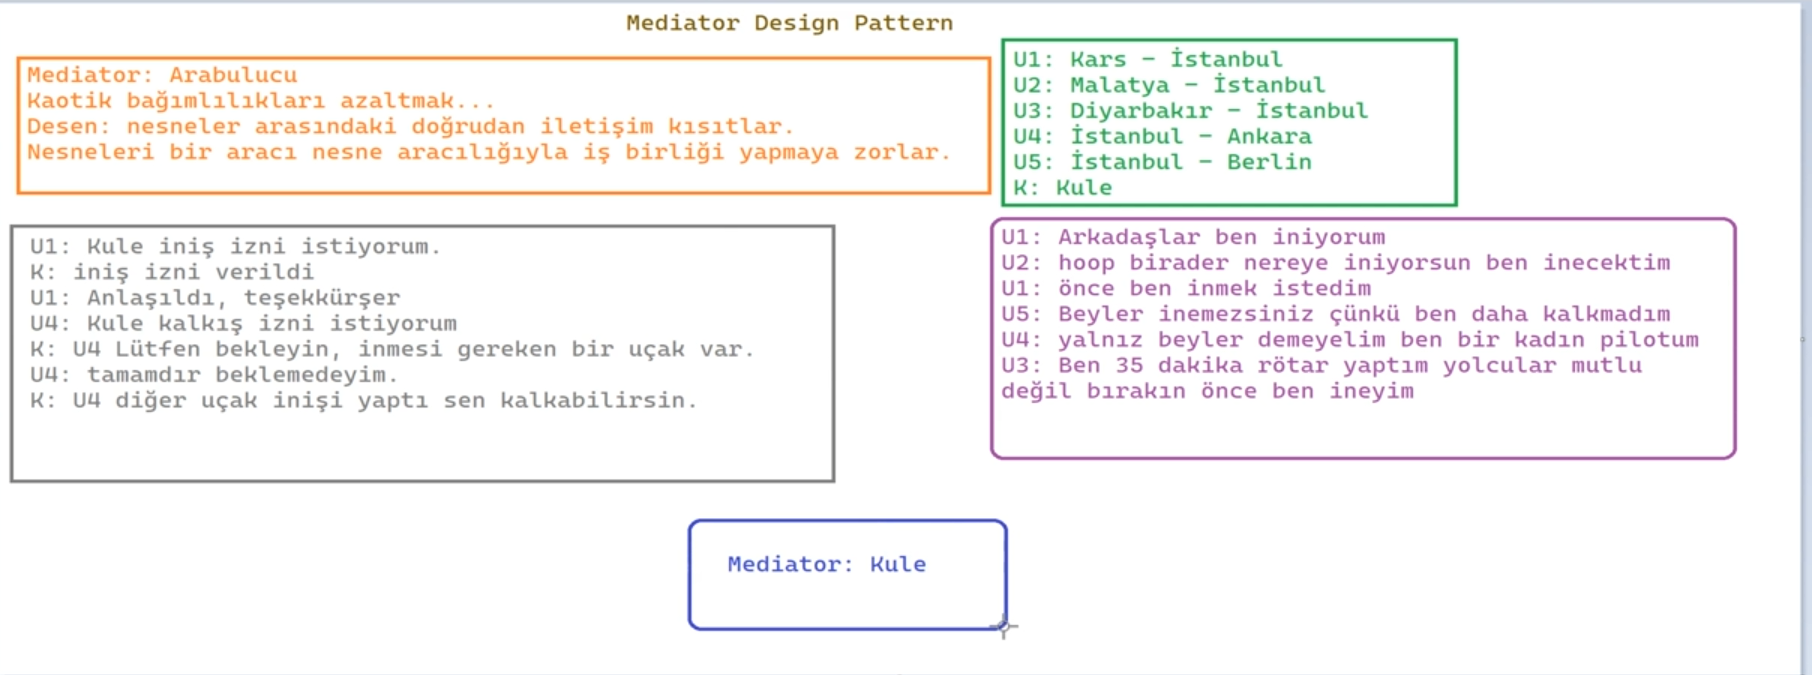 Mediator Design Pattern
Mediator: Arabulucu
Kaotik bağımlılıkları azaltmak...
Desen: nesneler arasındaki doğrudan iletişim kısıtlar.
Nesneleri bir aracı nesne aracılığıyla iş birliği yapmaya zorlar.
U1: Kars – İstanbul
U2: Malatya – İstanbul
U3: Diyarbakır – İstanbul
U4: İstanbul – Ankara
U5: İstanbul – Berlin
K: Kule
U1: Kule iniş izni istiyorum.
K: iniş izni verildi
U1: Anlaşıldı, teşekkürşer
U4: Kule kalkış izni istiyorum
K: U4 Lütfen bekleyin, inmesi gereken bir uçak var.
U4: tamamdır beklemedeyim.
K: U4 diğer uçak inişi yaptı sen kalkabilirsin.
U1: Arkadaşlar ben iniyorum
U2: hoop birader nereye iniyorsun ben inecektim
U1: önce ben inmek istedim
U5: Beyler inemezsiniz çünkü ben daha kalkmadım
U4: yalnız beyler demeyelim ben bir kadın pilotum
U3: Ben 35 dakika rötar yaptım yolcular mutlu
değil bırakın önce ben ineyim
Mediator: Kule